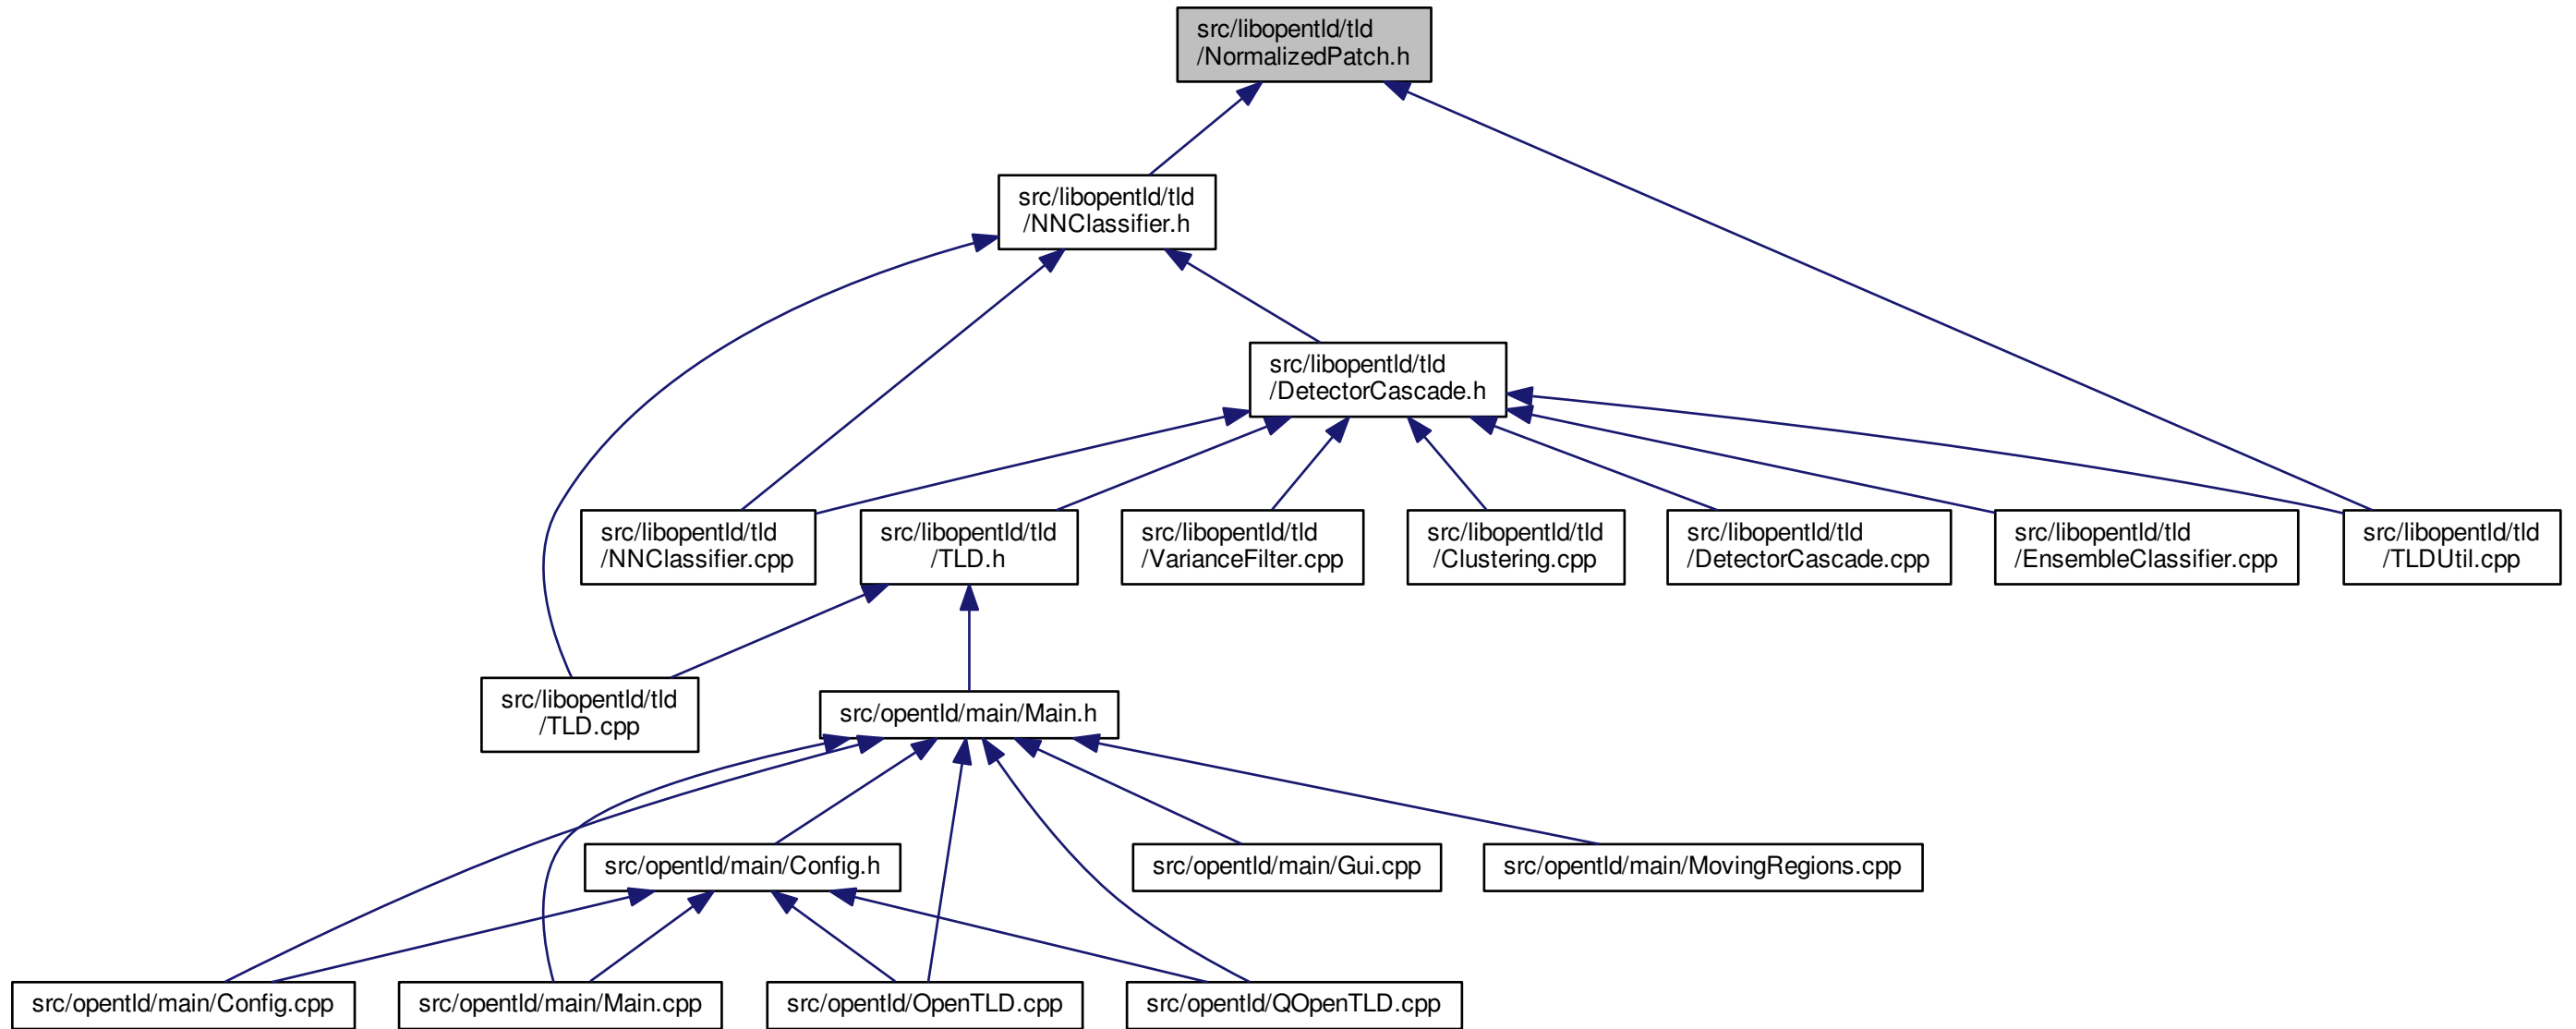 src/libopentld/tld
/NormalizedPatch.h
src/libopentld/tld
/NNClassifier.h
src/libopentld/tld
/DetectorCascade.h
src/libopentld/tld
/NNClassifier.cpp
src/libopentld/tld
/TLD.h
src/libopentld/tld
/VarianceFilter.cpp
src/libopentld/tld
/Clustering.cpp
src/libopentld/tld
/DetectorCascade.cpp
src/libopentld/tld
/EnsembleClassifier.cpp
src/libopentld/tld
/TLDUtil.cpp
src/libopentld/tld
/TLD.cpp
src/opentld/main/Main.h
src/opentld/main/Config.h
src/opentld/main/Gui.cpp
src/opentld/main/MovingRegions.cpp
src/opentld/main/Config.cpp
src/opentld/main/Main.cpp
src/opentld/OpenTLD.cpp
src/opentld/QOpenTLD.cpp